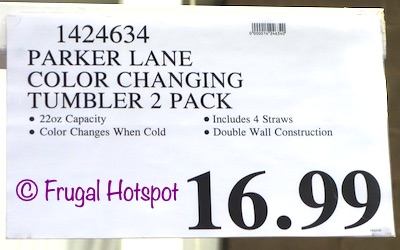 1424634
PARKER LANE
COLOR CHANGING
TUMBLER 2 PACK
• 22oz Capacity • Includes 4 Straws
• Color Changes When Cold • Double Wall Construction
© Frugal Hotspot
16.99